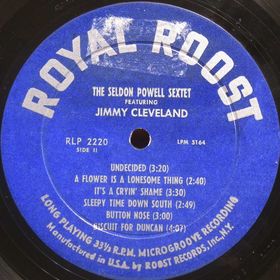 ROYAL ROOST
THE SELDON POWELL SEXTET
FEATURING
JIMMY CLEVELAND
RLP 2220
SIDE II
LPM 3164
UNDECIDED (3:20)
A FLOWER IS A LONESOME THING (2:40)
IT'S A CRYIN' SHAME (3:30)
SLEEPY TIME DOWN SOUTH (2:49)
BUTTON NOSE (3:00)
BISCUIT FOR DUNCAN (4:07)
LONG PLAYING 33⅓ R.P.M. MICROGROOVE RECORDING
Manufactured in U.S.A. by ROOST RECORDS, Inc., N.Y.